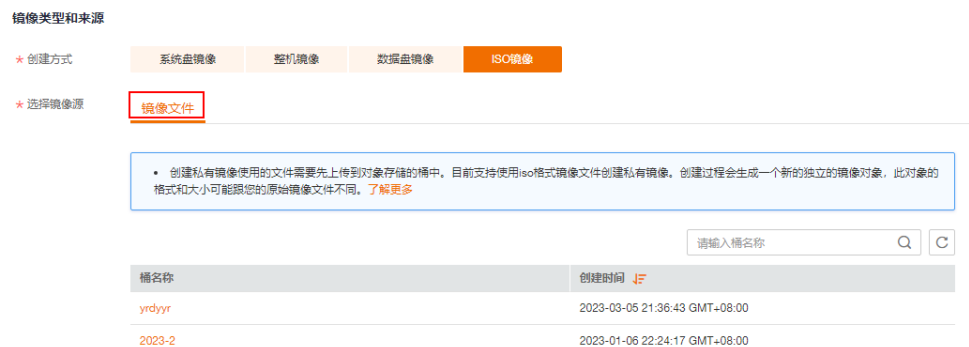 镜像类型和来源
★ 创建方式 系统盘镜像 整机镜像 数据盘镜像 ISO镜像
★ 选择镜像源 镜像文件
• 创建私有镜像使用的文件需要先上传到对象存储的桶中。目前支持使用iso格式镜像文件创建私有镜像。创建过程会生成一个新的独立的镜像对象，此对象的
格式和大小可能跟您的原始镜像文件不同。了解更多
请输入桶名称
桶名称 创建时间
yrdyyr 2023-03-05 21:36:43 GMT+08:00
2023-2 2023-01-06 22:24:17 GMT+08:00